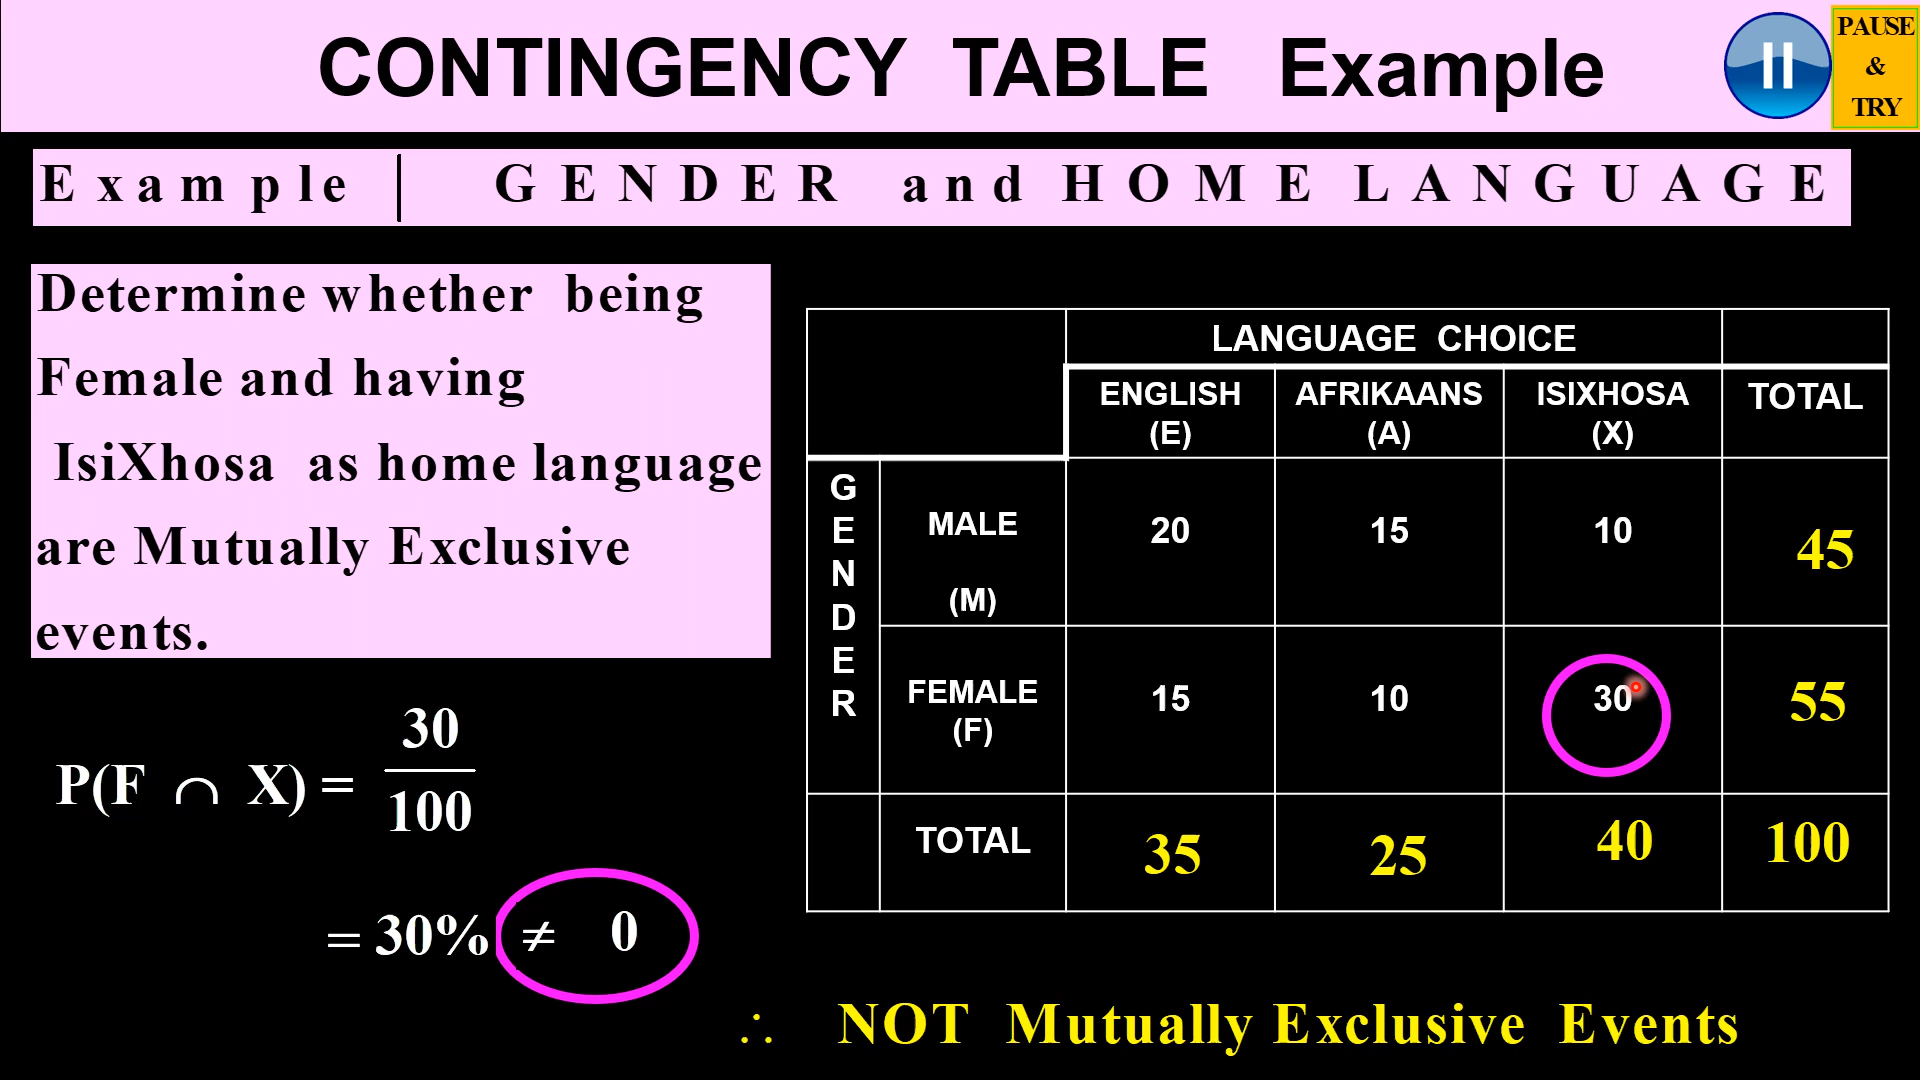 CONTINGENCY TABLE Example
PAUSE
&
TRY
Example | GENDER and HOME LANGUAGE
Determine whether being
Female and having
IsiXhosa as home language
are Mutually Exclusive
events.
LANGUAGE CHOICE
ENGLISH (E) AFRIKAANS (A) ISIXHOSA (X) TOTAL
GENDER
MALE (M) 20 15 10 45
FEMALE (F) 15 10 30 55
TOTAL 35 25 40 100
P(F ∩ X) = 30/100
= 30% ≠ 0
∴ NOT Mutually Exclusive Events